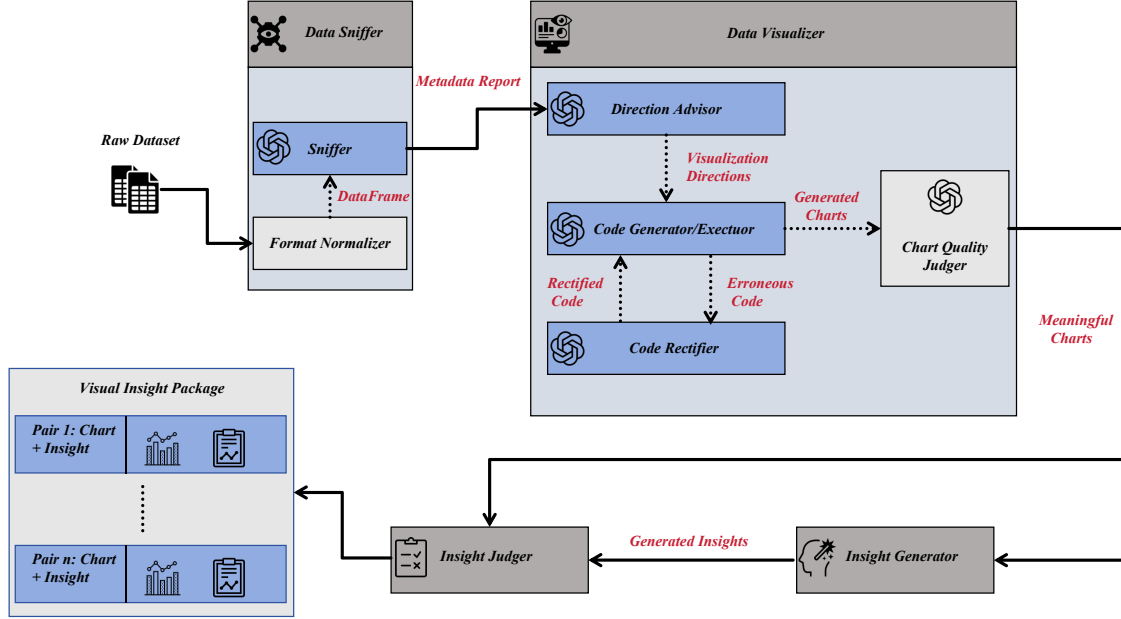 Data Sniffer
Data Visualizer
Metadata Report
Direction Advisor
Raw Dataset
Sniffer
Visualization
Directions
DataFrame
Generated
Charts
Format Normalizer
Code Generator/Exectuor
Chart Quality
Judger
Rectified
Code
Erroneous
Code
Code Rectifier
Meaningful
Charts
Visual Insight Package
Pair 1: Chart
+ Insight
Pair n: Chart
+ Insight
Insight Judger
Generated Insights
Insight Generator